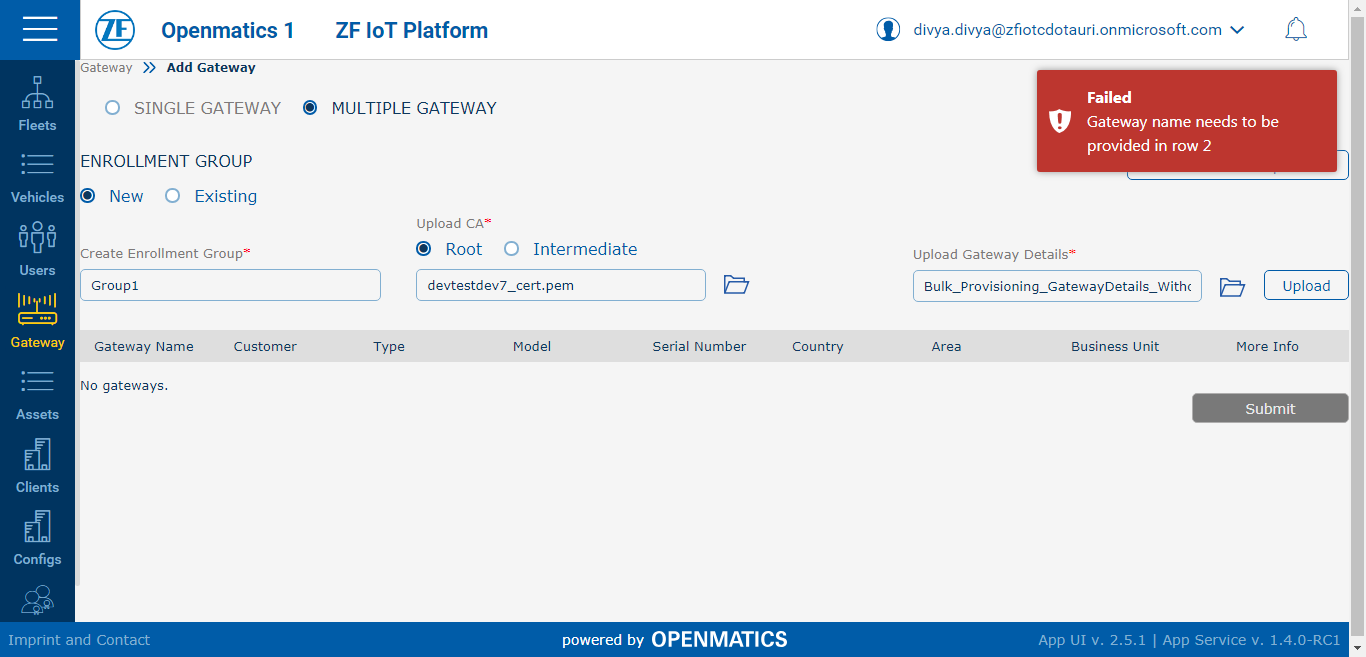 ZF
Openmatics 1
ZF IoT Platform
divya.divya@zfiotcdotauri.onmicrosoft.com
Gateway
Add Gateway
Failed
Gateway name needs to be
provided in row 2
SINGLE GATEWAY
MULTIPLE GATEWAY
ENROLLMENT GROUP
New
Existing
Upload CA*
Create Enrollment Group*
Root
Intermediate
Upload Gateway Details*
Group1
devtestdev7_cert.pem
Bulk_Provisioning_GatewayDetails_Witho
Upload
Gateway Name
Customer
Type
Model
Serial Number
Country
Area
Business Unit
More Info
No gateways.
Submit
Fleets
Vehicles
Users
Gateway
Assets
Clients
Configs
Imprint and Contact
powered by OPENMATICS
App UI v. 2.5.1 | App Service v. 1.4.0-RC1